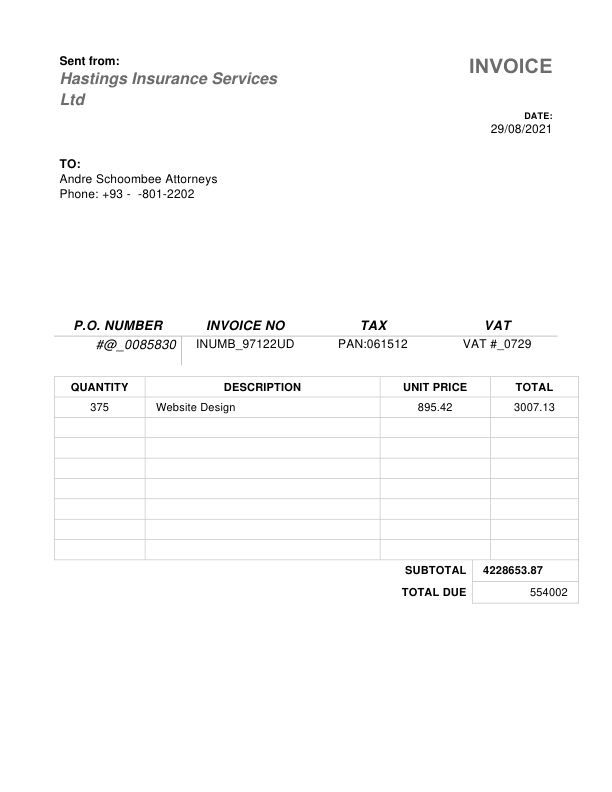 Sent from:
Hastings Insurance Services
Ltd
INVOICE
DATE:
29/08/2021
TO:
Andre Schoombee Attorneys
Phone: +93 -  -801-2202
P.O. NUMBER INVOICE NO TAX VAT
#@_0085830 INUMB_97122UD PAN:061512 VAT #_0729
QUANTITY DESCRIPTION UNIT PRICE TOTAL
375 Website Design 895.42 3007.13
SUBTOTAL 4228653.87
TOTAL DUE 554002